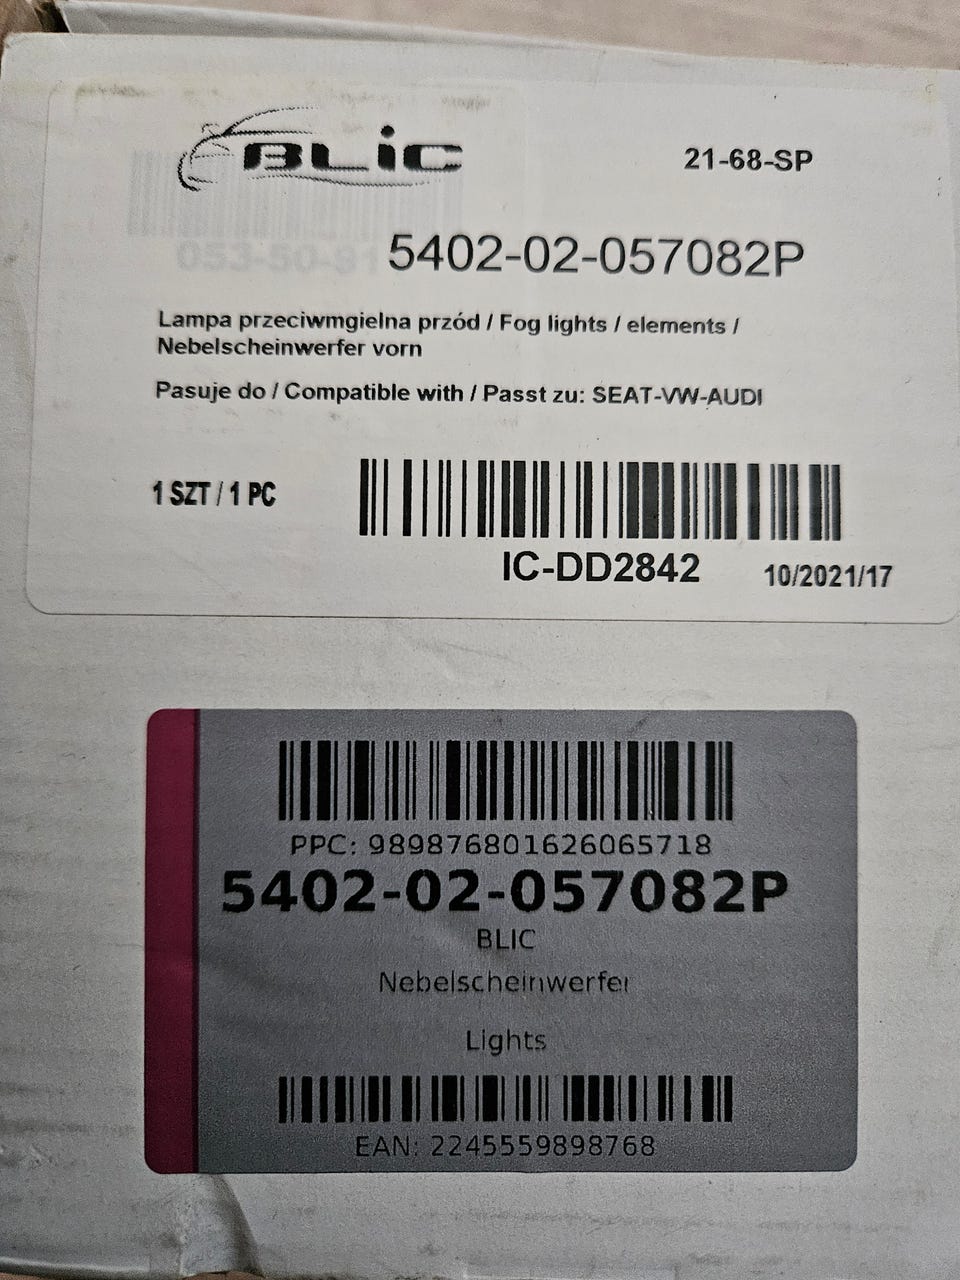 BLiC
21-68-SP
5402-02-057082P
Lampa przeciwmgielna przód / Fog lights / elements /
Nebelscheinwerfer vorn
Pasuje do / Compatible with / Passt zu: SEAT-VW-AUDI
1 SZT / 1 PC
IC-DD2842
10/2021/17
PPC: 989876801626065718
5402-02-057082P
BLIC
Nebelscheinwerfer
Lights
EAN: 2245559898768